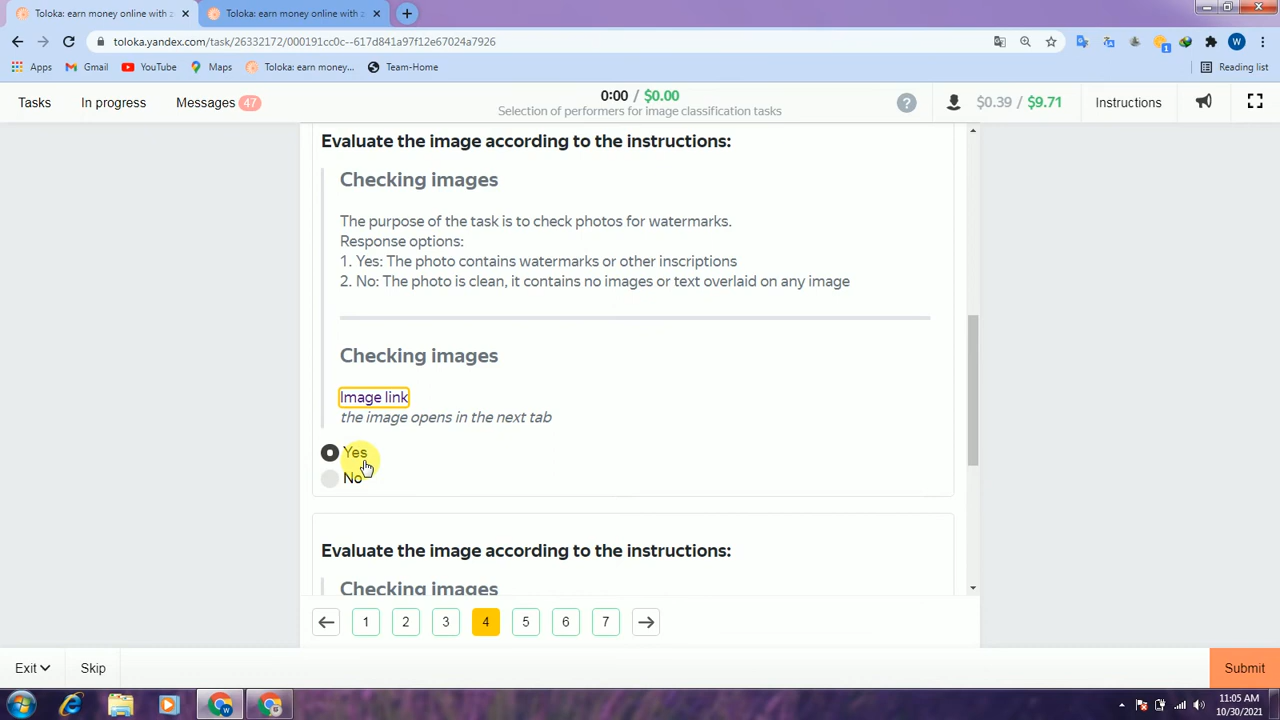 Toloka: earn money online with z
Toloka: earn money online with z
toloka.yandex.com/task/26332172/000191cc0c--617d841a97f12e67024a7926
W
Apps
Gmail
YouTube
Maps
Toloka: earn money...
Team-Home
Reading list
Tasks
In progress
Messages 47
0:00 / $0.00
Selection of performers for image classification tasks
?
$0.39 / $9.71
Instructions
Evaluate the image according to the instructions:
Checking images
The purpose of the task is to check photos for watermarks.
Response options:
1. Yes: The photo contains watermarks or other inscriptions
2. No: The photo is clean, it contains no images or text overlaid on any image
Checking images
Image link
the image opens in the next tab
Yes
No
Evaluate the image according to the instructions:
Checking images
1 2 3 4 5 6 7
Exit
Skip
Submit
11:05 AM
10/30/2021